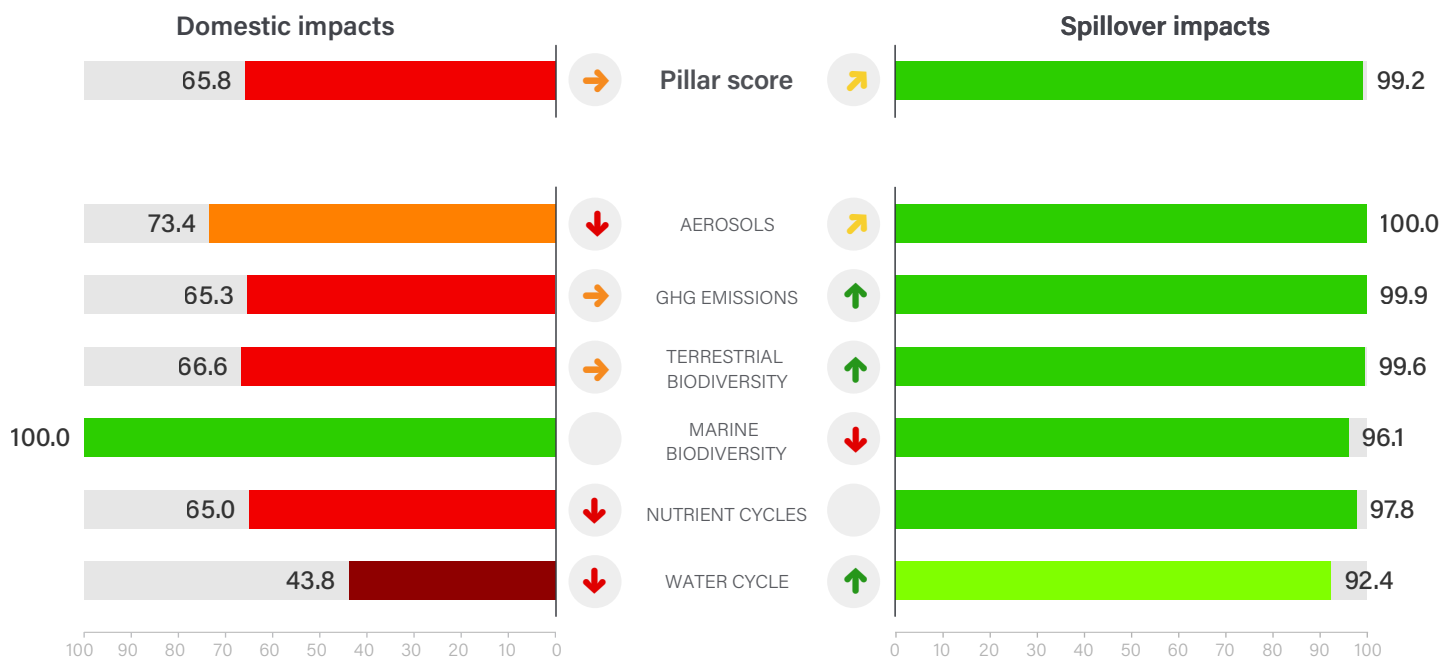 Domestic impacts
Spillover impacts
65.8
Pillar score
99.2
73.4
AEROSOLS
100.0
65.3
GHG EMISSIONS
99.9
66.6
TERRESTRIAL
BIODIVERSITY
99.6
100.0
MARINE
BIODIVERSITY
96.1
65.0
NUTRIENT CYCLES
97.8
43.8
WATER CYCLE
92.4
100 90 80 70 60 50 40 30 20 10 0
0 10 20 30 40 50 60 70 80 90 100